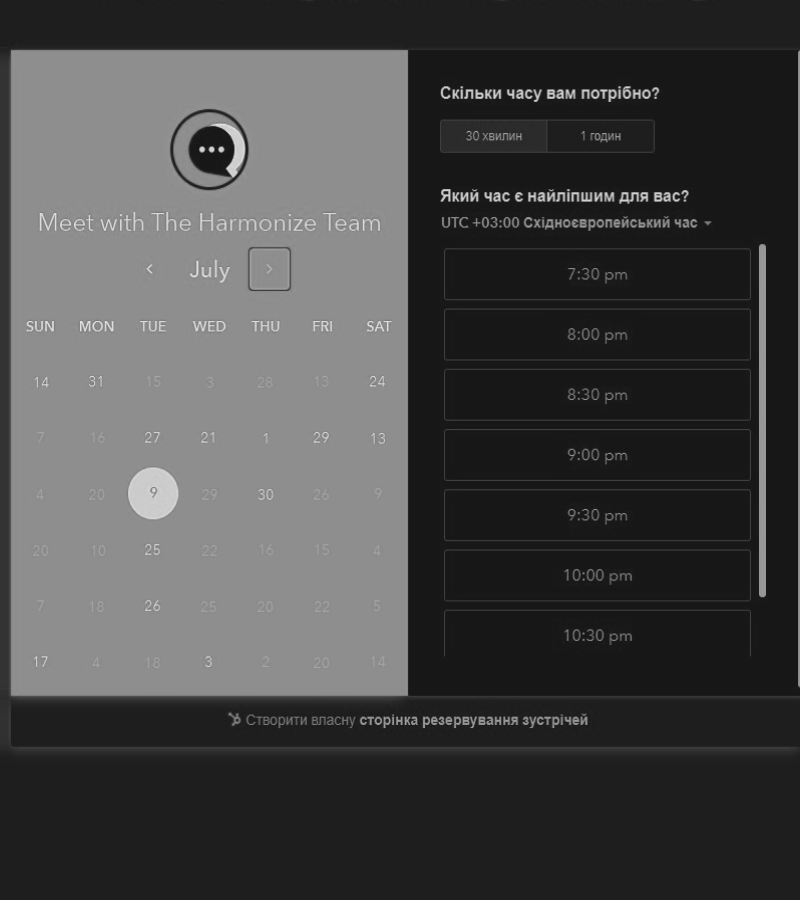 Meet with The Harmonize Team
July
SUN MON TUE WED THU FRI SAT
14 31 15 3 28 13 24
7 16 27 21 1 29 13
4 20 9 29 30 26 9
20 10 25 22 16 15 4
7 18 26 25 20 22 5
17 4 18 3 2 20 14
Скільки часу вам потрібно?
30 хвилин 1 годин
Який час є найліпшим для вас?
UTC +03:00 Східноєвропейський час
7:30 pm
8:00 pm
8:30 pm
9:00 pm
9:30 pm
10:00 pm
10:30 pm
Створити власну сторінка резервування зустрічей